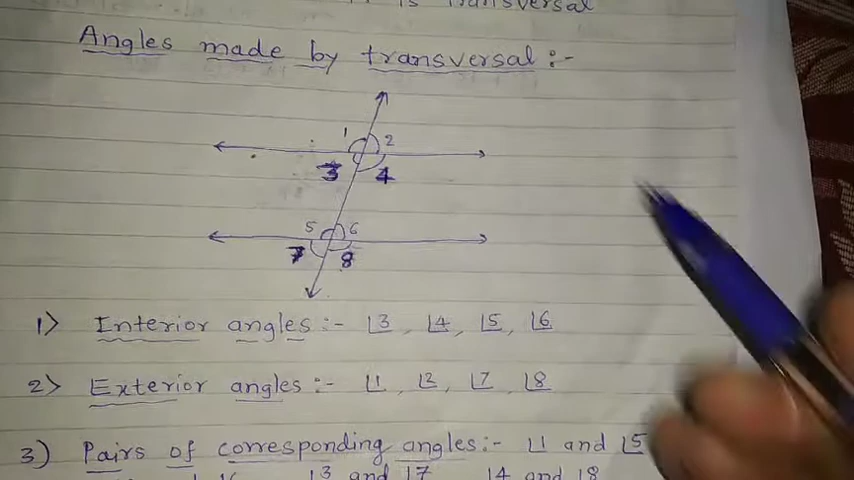 is Transversal
Angles made by transversal :-
1 2
3 4
5 6
7 8
1> Interior angles :- ∠3 , ∠4 , ∠5 , ∠6
2> Exterior angles :- ∠1 , ∠2 , ∠7 , ∠8
3) Pairs of corresponding angles:- ∠1 and ∠5
∠3 and ∠7 ∠4 and ∠8